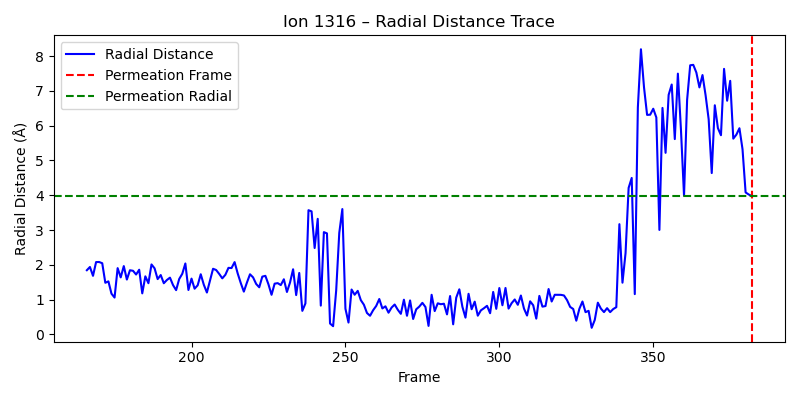 Ion 1316 – Radial Distance Trace
Radial Distance
Permeation Frame
Permeation Radial
Radial Distance (Å)
8
7
6
5
4
3
2
1
0
200
250
300
350
Frame